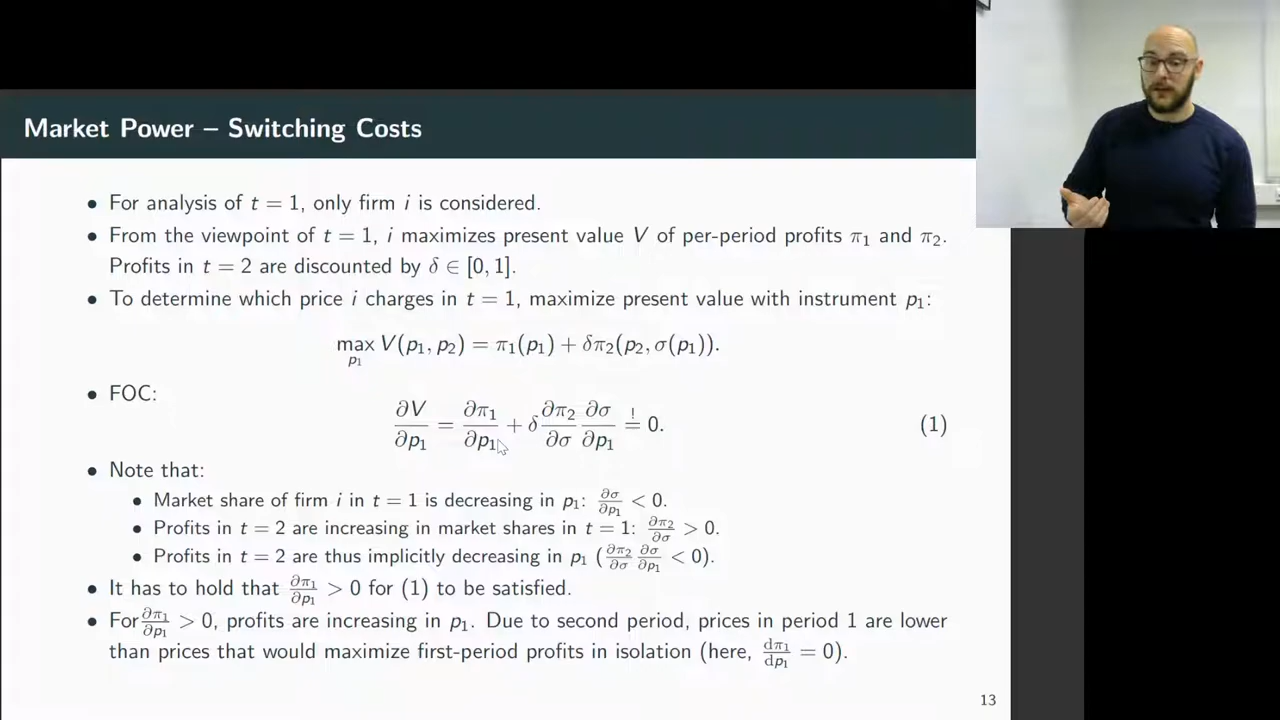 Market Power – Switching Costs
• For analysis of t = 1, only firm i is considered.
• From the viewpoint of t = 1, i maximizes present value V of per-period profits π₁ and π₂.
Profits in t = 2 are discounted by δ ∈ [0, 1].
• To determine which price i charges in t = 1, maximize present value with instrument p₁:
max_{p₁} V(p₁, p₂) = π₁(p₁) + δπ₂(p₂, σ(p₁)).
• FOC:
∂V/∂p₁ = ∂π₁/∂p₁ + δ ∂π₂/∂σ ∂σ/∂p₁ =! 0. (1)
• Note that:
• Market share of firm i in t = 1 is decreasing in p₁: ∂σ/∂p₁ < 0.
• Profits in t = 2 are increasing in market shares in t = 1: ∂π₂/∂σ > 0.
• Profits in t = 2 are thus implicitly decreasing in p₁ (∂π₂/∂σ ∂σ/∂p₁ < 0).
• It has to hold that ∂π₁/∂p₁ > 0 for (1) to be satisfied.
• For ∂π₁/∂p₁ > 0, profits are increasing in p₁. Due to second period, prices in period 1 are lower
than prices that would maximize first-period profits in isolation (here, dπ₁/dp₁ = 0).
13